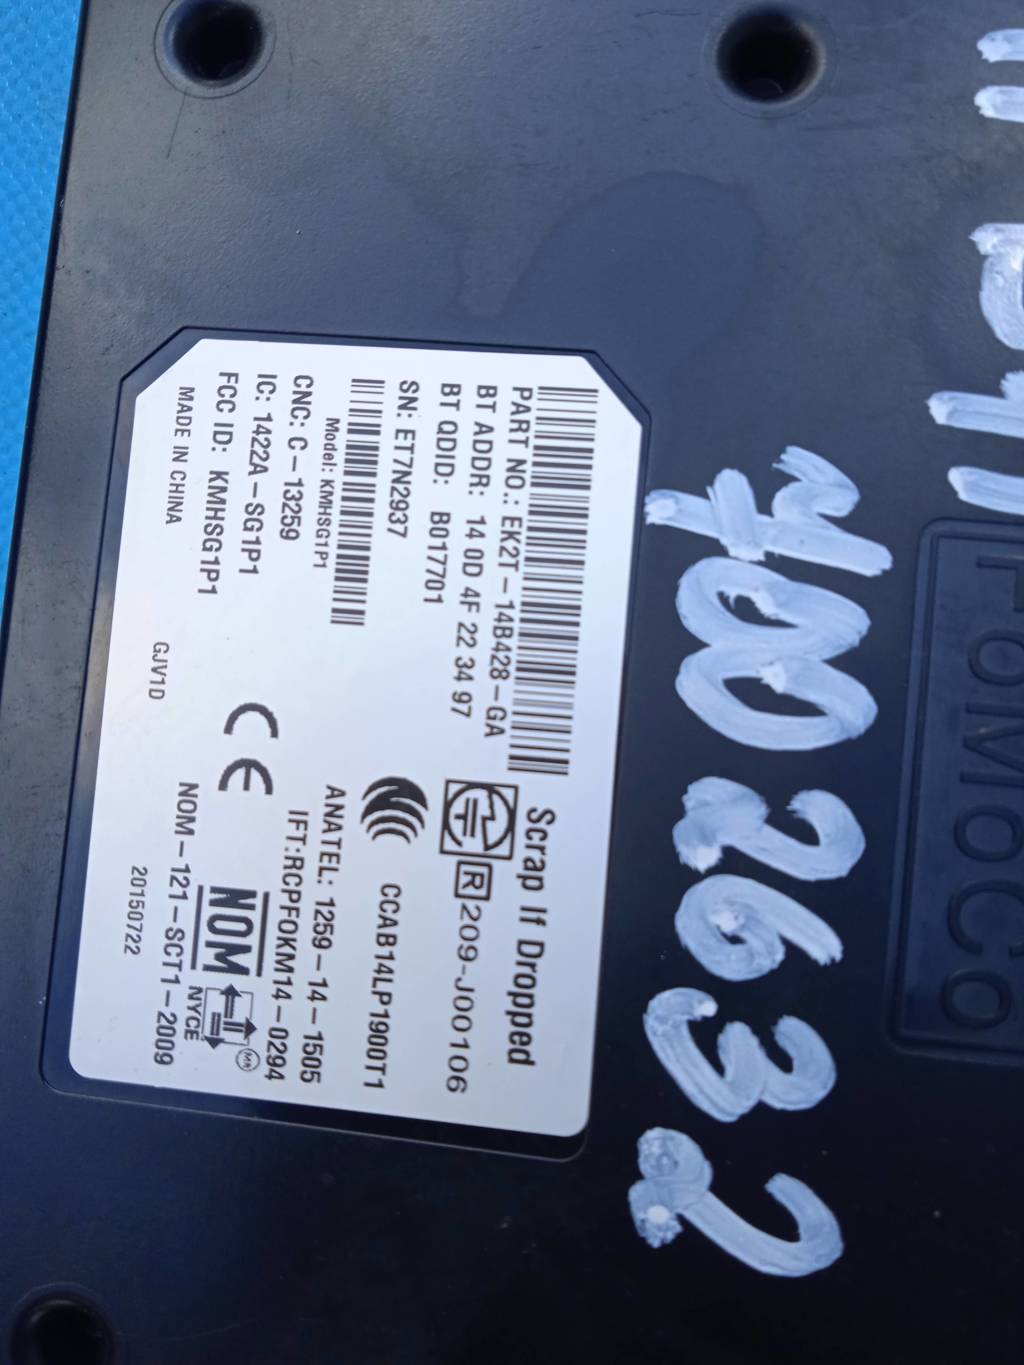 FoMoCo
4002632
PART NO.: EK2T-14B428-GA
BT ADDR: 14 0D 4F 22 34 97
BT QDID: B017701
SN: ET7N2937
Model: KMHSG1P1
CNC: C-13259
IC: 1422A-SG1P1
FCC ID: KMHSG1P1
MADE IN CHINA
GJV1D
CE
Scrap If Dropped
R 209-J00106
CCAB14LP1900T1
ANATEL: 1259-14-1505
IFT:RCPFOKM14-0294
NOM
NYCE
NOM-121-SCT1-2009
20150722